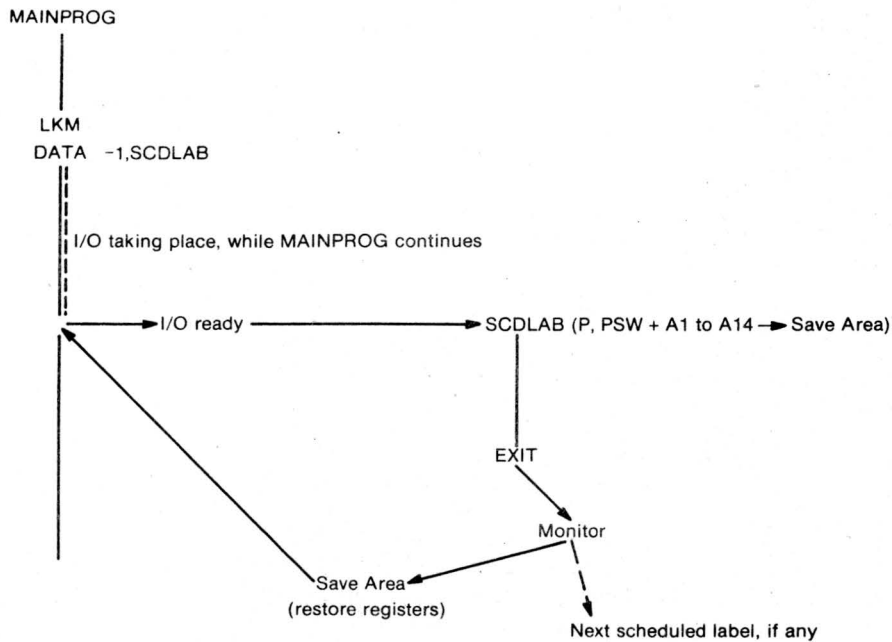 MAINPROG
LKM
DATA -1,SCDLAB
I/O taking place, while MAINPROG continues
I/O ready
SCDLAB (P, PSW + A1 to A14 → Save Area)
EXIT
Monitor
Save Area
(restore registers)
Next scheduled label, if any